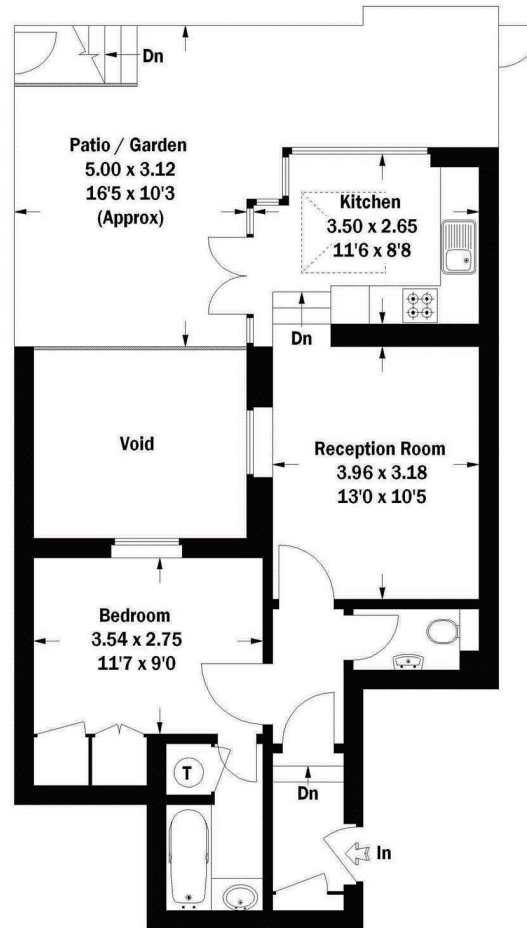 Dn
Patio / Garden
5.00 x 3.12
16'5 x 10'3
(Approx)
Kitchen
3.50 x 2.65
11'6 x 8'8
Dn
Void
Reception Room
3.96 x 3.18
13'0 x 10'5
Bedroom
3.54 x 2.75
11'7 x 9'0
T
Dn
In